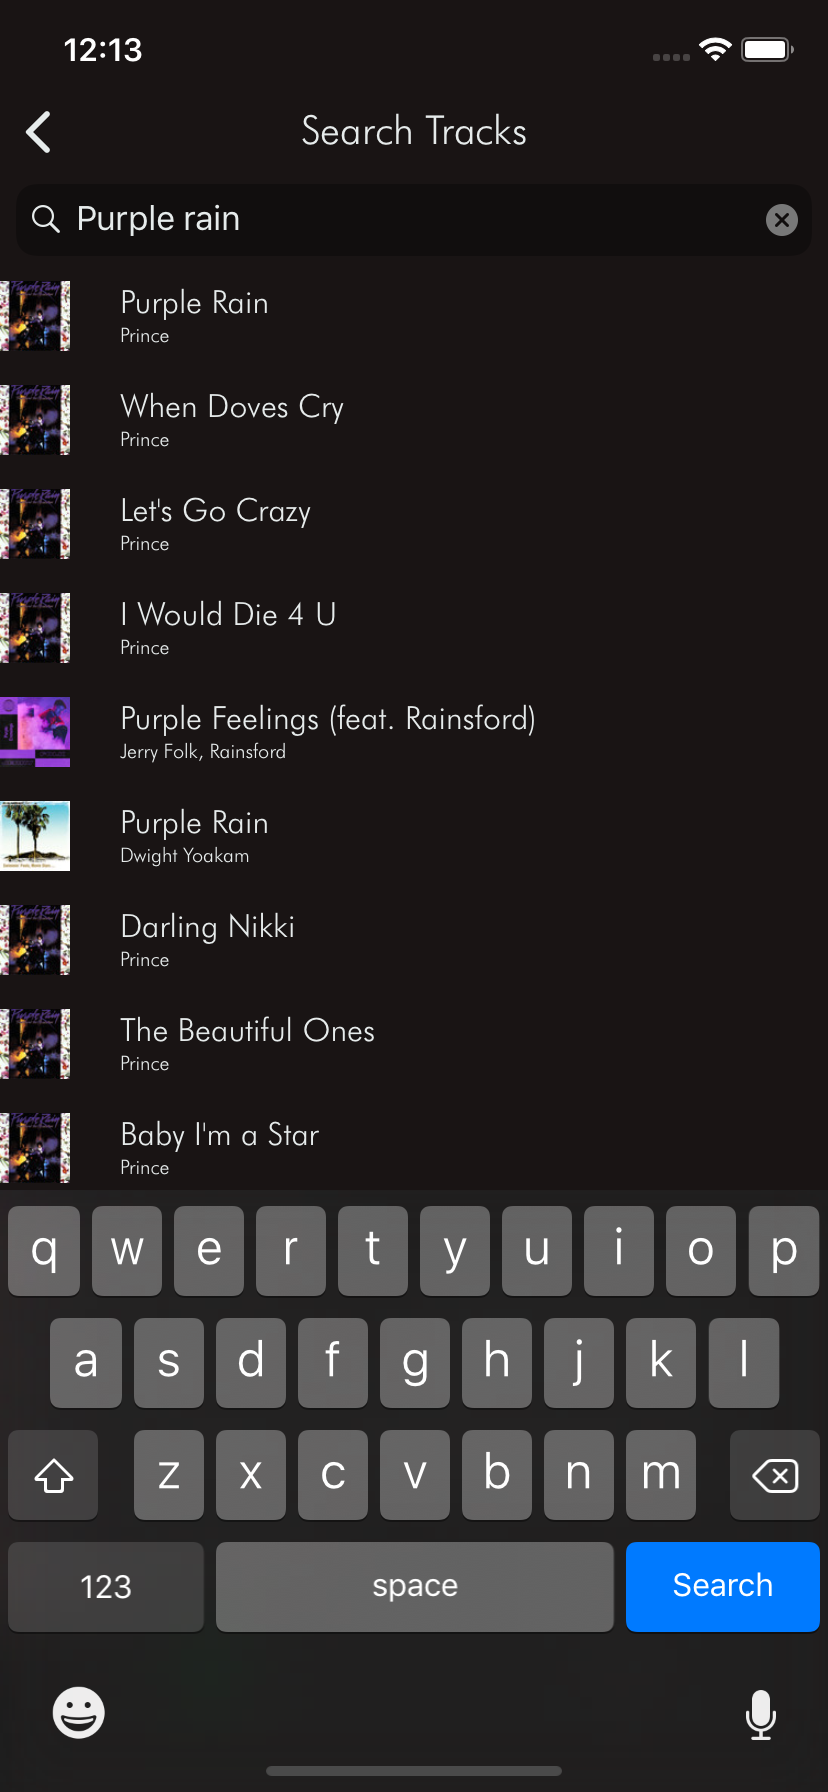 12:13
Search Tracks
Purple rain
Purple Rain
Prince
When Doves Cry
Prince
Let's Go Crazy
Prince
I Would Die 4 U
Prince
Purple Feelings (feat. Rainsford)
Jerry Folk, Rainsford
Purple Rain
Dwight Yoakam
Darling Nikki
Prince
The Beautiful Ones
Prince
Baby I'm a Star
Prince
q w e r t y u i o p
a s d f g h j k l
z x c v b n m
123 space Search